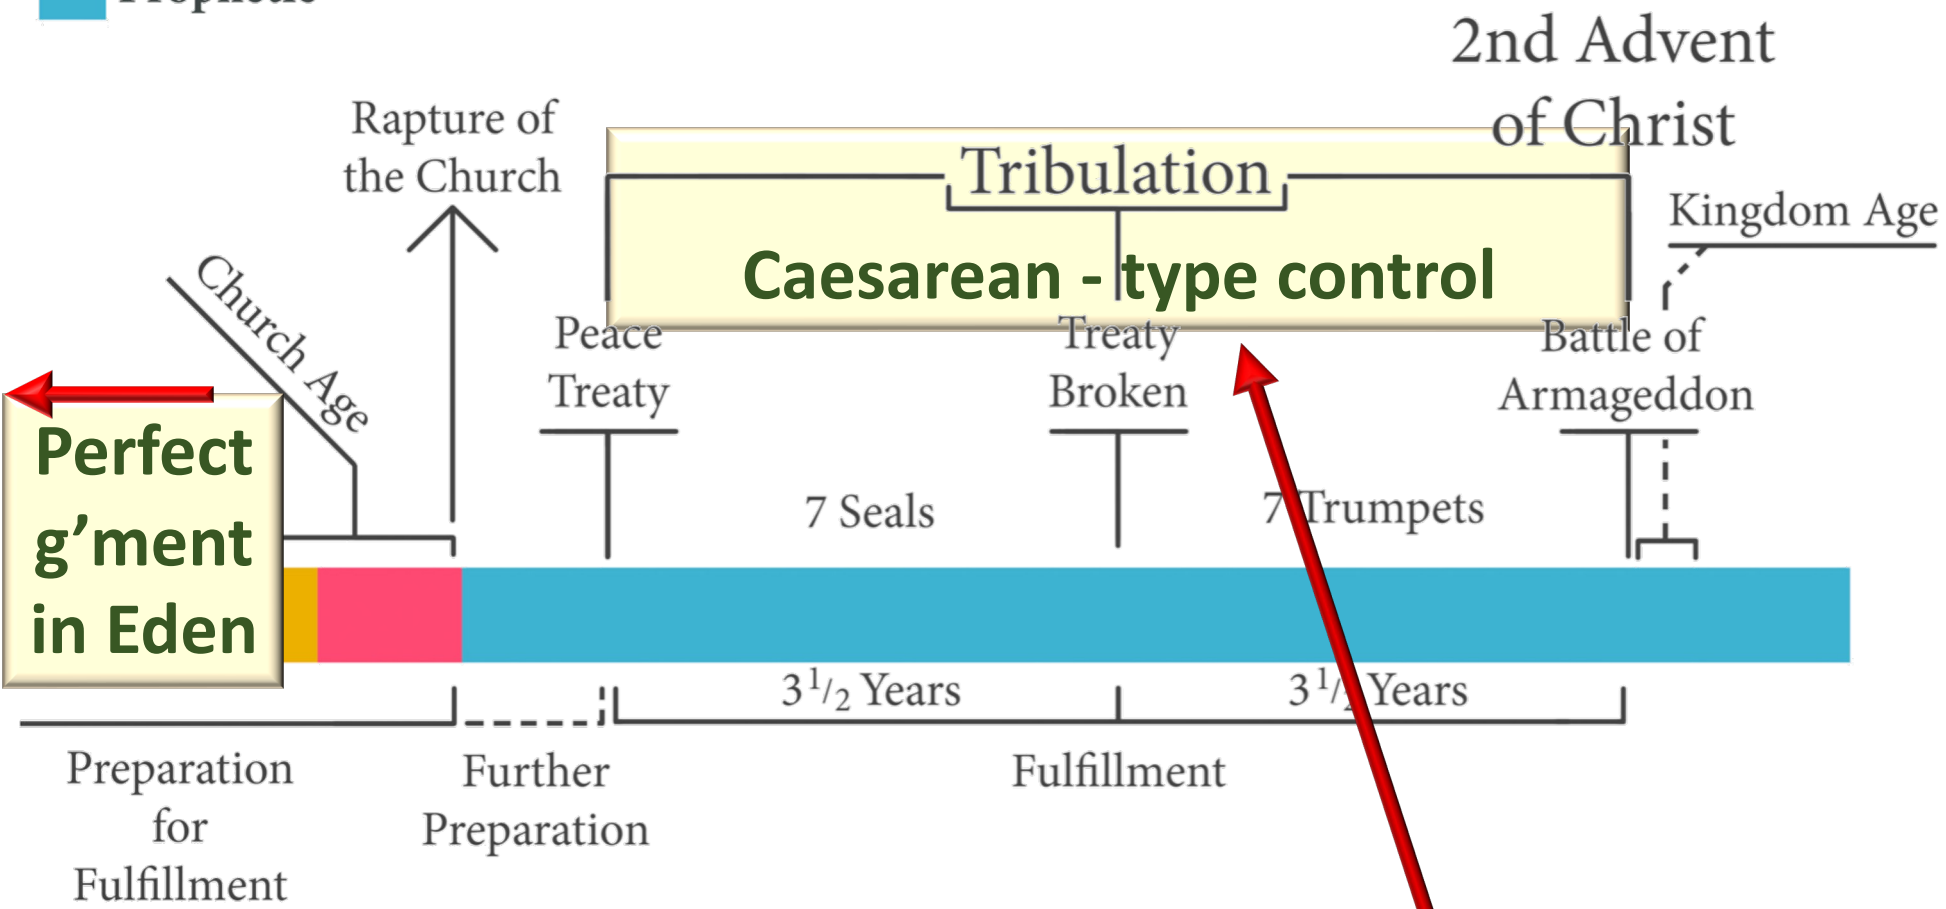 Prophetic
2nd Advent
of Christ
Rapture of
the Church
Tribulation
Kingdom Age
Caesarean - type control
Church Age
Peace
Treaty
Treaty
Broken
Battle of
Armageddon
Perfect
g’ment
in Eden
7 Seals
7 Trumpets
3 1/2 Years
3 1/2 Years
Preparation
for
Fulfillment
Further
Preparation
Fulfillment